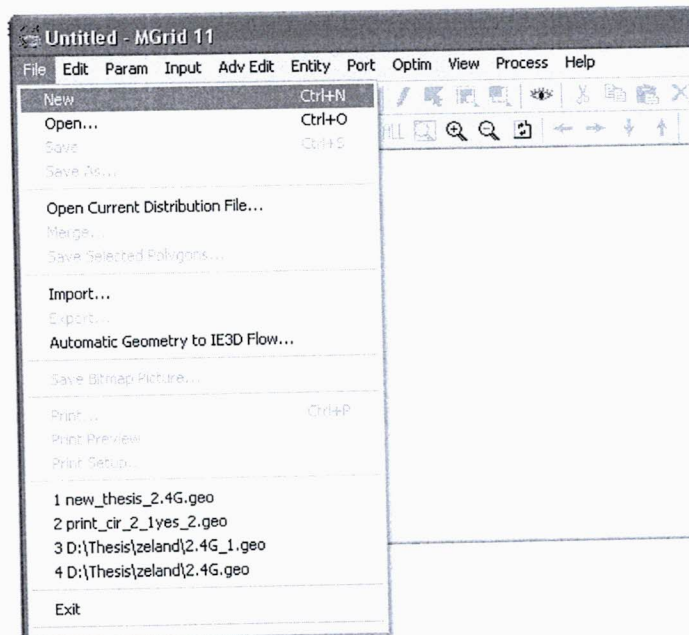 Untitled - MGrid 11
File Edit Param Input Adv Edit Entity Port Optim View Process Help
New Ctrl+N
Open... Ctrl+O
Save Ctrl+S
Save As...
ALL
Open Current Distribution File...
Merge...
Save Selected Polygons...
Import...
Export...
Automatic Geometry to IE3D Flow...
Save Bitmap Picture...
Print... Ctrl+P
Print Preview
Print Setup...
1 new_thesis_2.4G.geo
2 print_cir_2_1yes_2.geo
3 D:\Thesis\zeland\2.4G_1.geo
4 D:\Thesis\zeland\2.4G.geo
Exit